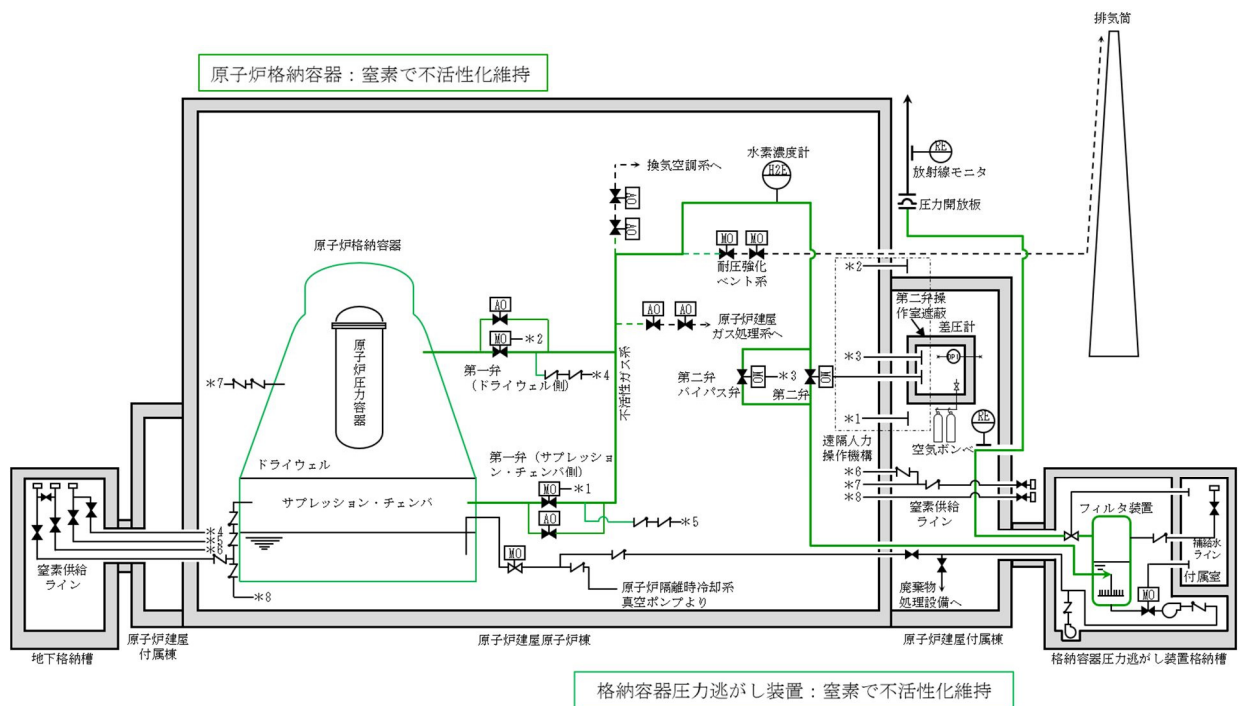 排気筒
原子炉格納容器：窒素で不活性化維持
水素濃度計
H2E
換気空調系へ
AO
AO
RE
放射線モニタ
圧力開放板
原子炉格納容器
MO
MO
耐圧強化
ベント系
*2
第二弁操
作室遮蔽
差圧計
DPI
AO
MO
*2
AO
AO
原子炉建屋
ガス処理系へ
原子炉圧力容器
第一弁
（ドライウェル側）
*4
不活性ガス系
*7
*3
第二弁
バイパス弁
MO
*3
第二弁
MO
*1
遠隔人力
操作機構
空気ボンベ
RE
ドライウェル
第一弁（サプレッショ
ン・チェンバ側）
MO
*1
AO
*5
サプレッション・チェンバ
*6
*7
*8
窒素供給
ライン
フィルタ装置
補給水
ライン
付属室
MO
*4
*5
*6
窒素供給
ライン
*8
MO
原子炉隔離時冷却系
真空ポンプより
廃棄物
処理設備へ
地下格納槽
原子炉建屋
付属棟
原子炉建屋原子炉棟
原子炉建屋付属棟
格納容器圧力逃がし装置格納槽
格納容器圧力逃がし装置：窒素で不活性化維持